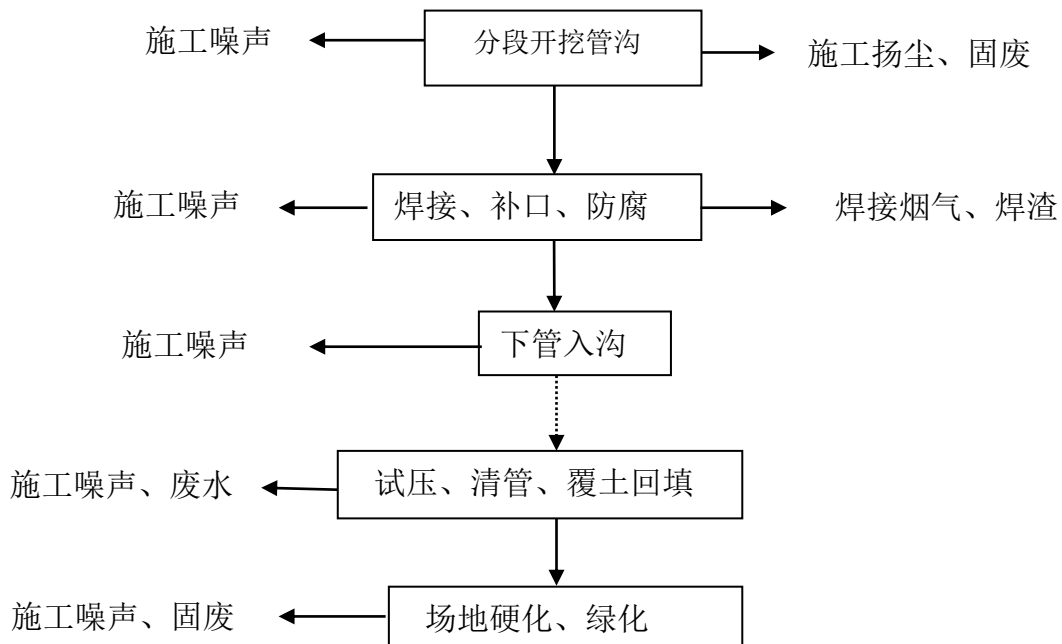 施工噪声
分段开挖管沟
施工扬尘、固废
施工噪声
焊接、补口、防腐
焊接烟气、焊渣
施工噪声
下管入沟
施工噪声、废水
试压、清管、覆土回填
施工噪声、固废
场地硬化、绿化